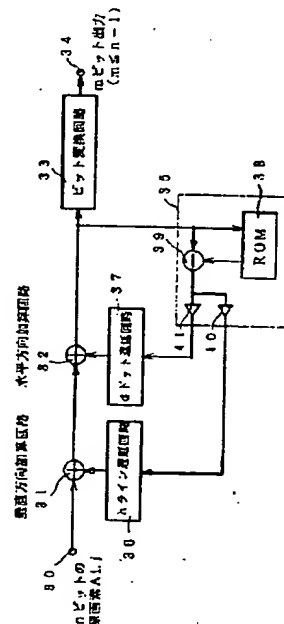 nビットの
原画素Ai,j
30
垂直方向加算回路
31
水平方向加算回路
32
33
ビット変換回路
34
mビット出力
(m≤n-1)
hライン遅延回路
36
dドット遅延回路
37
41
40
39
35
ROM
38